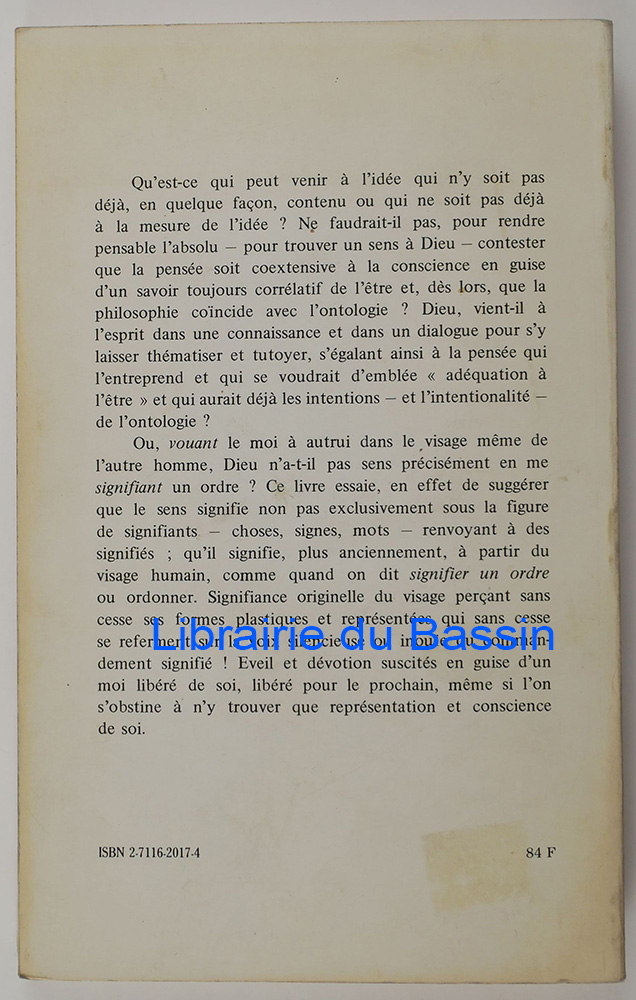 Qu'est-ce qui peut venir à l'idée qui n'y soit pas
déjà, en quelque façon, contenu ou qui ne soit pas déjà
à la mesure de l'idée ? Ne faudrait-il pas, pour rendre
pensable l'absolu — pour trouver un sens à Dieu — contester
que la pensée soit coextensive à la conscience en guise
d'un savoir toujours corrélatif de l'être et, dès lors, que la
philosophie coïncide avec l'ontologie ? Dieu, vient-il à
l'esprit dans une connaissance et dans un dialogue pour s'y
laisser thématiser et tutoyer, s'égalant ainsi à la pensée qui
l'entreprend et qui se voudrait d'emblée « adéquation à
l'être » et qui aurait déjà les intentions — et l'intentionalité —
de l'ontologie ?
Ou, vouant le moi à autrui dans le visage même de
l'autre homme, Dieu n'a-t-il pas sens précisément en me
signifiant un ordre ? Ce livre essaie, en effet de suggérer
que le sens signifie non pas exclusivement sous la figure
de signifiants — choses, signes, mots — renvoyant à des
signifiés ; qu'il signifie, plus anciennement, à partir du
visage humain, comme quand on dit signifier un ordre
ou ordonner. Signifiance originelle du visage perçant sans
cesse ses formes plastiques et représentées qui sans cesse
se referment sur la voix silencieuse du
Librairie du Bassin
dement signifié ! Eveil et dévotion suscités en guise d'un
moi libéré de soi, libéré pour le prochain, même si l'on
s'obstine à n'y trouver que représentation et conscience
de soi.
ISBN 2-7116-2017-4
84 F